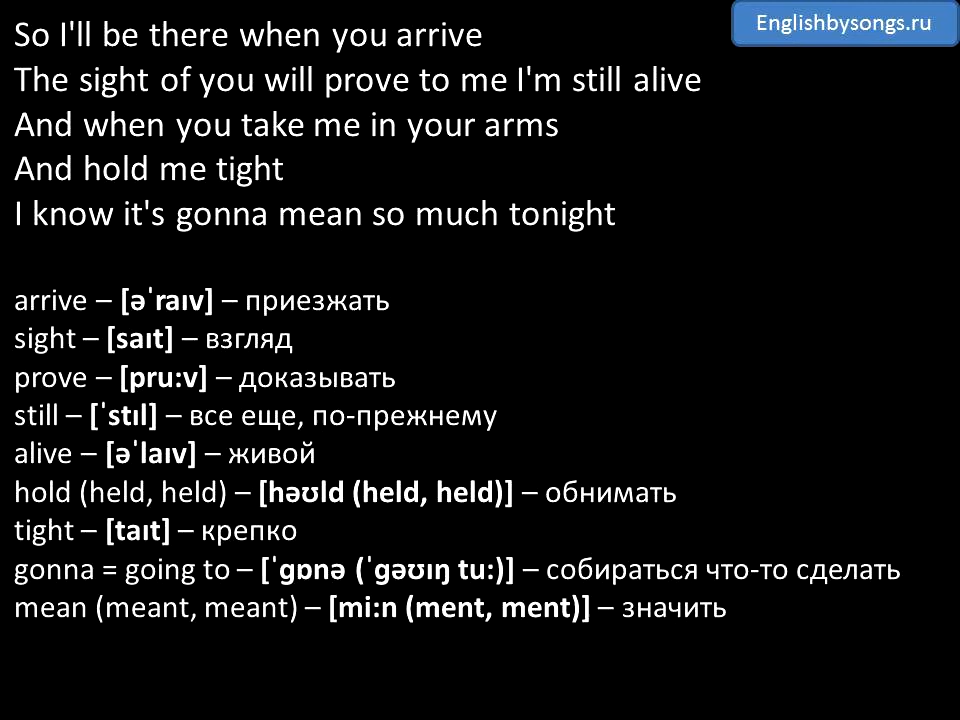 Englishbysongs.ru
So I'll be there when you arrive
The sight of you will prove to me I'm still alive
And when you take me in your arms
And hold me tight
I know it's gonna mean so much tonight
arrive – [əˈraɪv] – приезжать
sight – [saɪt] – взгляд
prove – [pru:v] – доказывать
still – [ˈstɪl] – все еще, по-прежнему
alive – [əˈlaɪv] – живой
hold (held, held) – [həʊld (held, held)] – обнимать
tight – [taɪt] – крепко
gonna = going to – [ˈgɒnə (ˈgəʊɪŋ tu:)] – собираться что-то сделать
mean (meant, meant) – [mi:n (ment, ment)] – значить